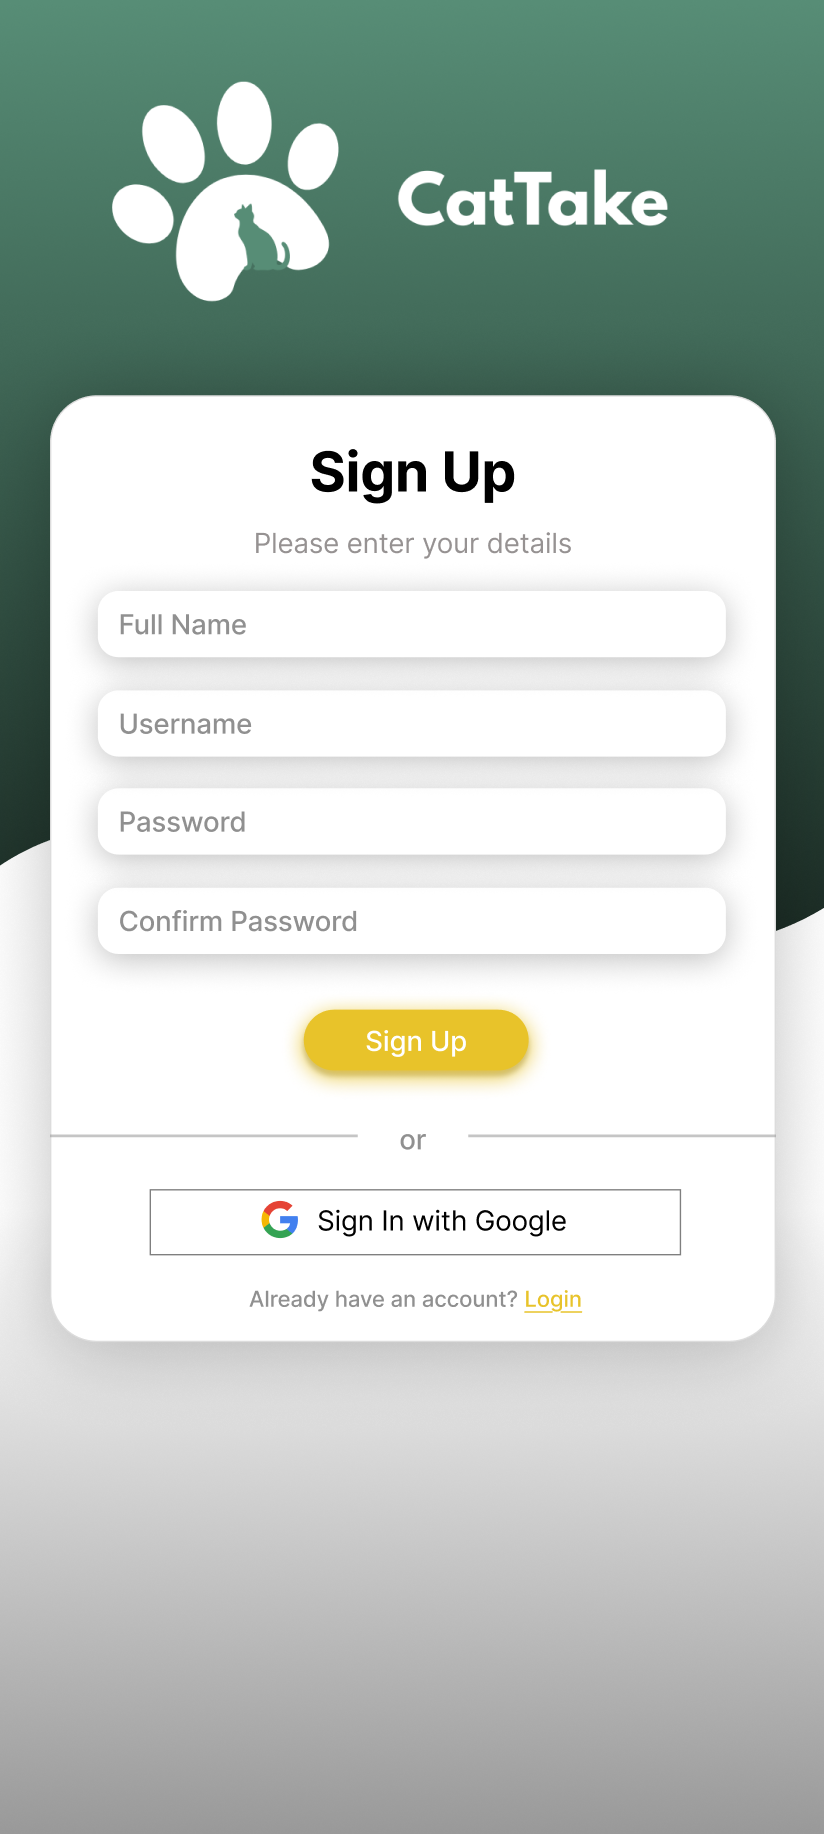 CatTake
Sign Up
Please enter your details
Full Name
Username
Password
Confirm Password
Sign Up
or
Sign In with Google
Already have an account? Login